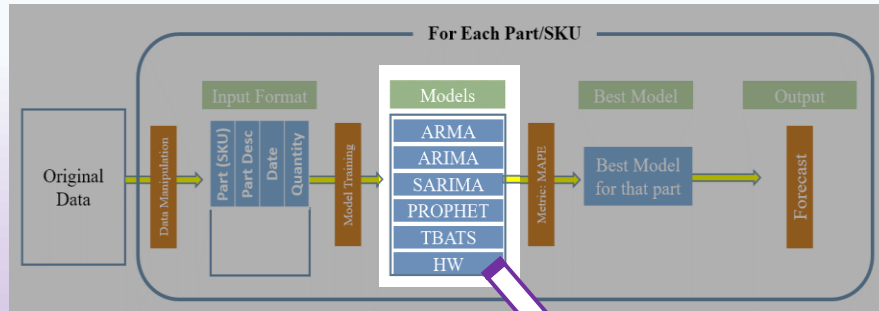 For Each Part/SKU
Input Format
Models
Best Model
Output
Original
Data
Data Manipulation
Part (SKU)
Part Desc
Date
Quantity
Model Training
ARMA
ARIMA
SARIMA
PROPHET
TBATS
HW
Metric: MAPE
Best Model
for that part
Forecast